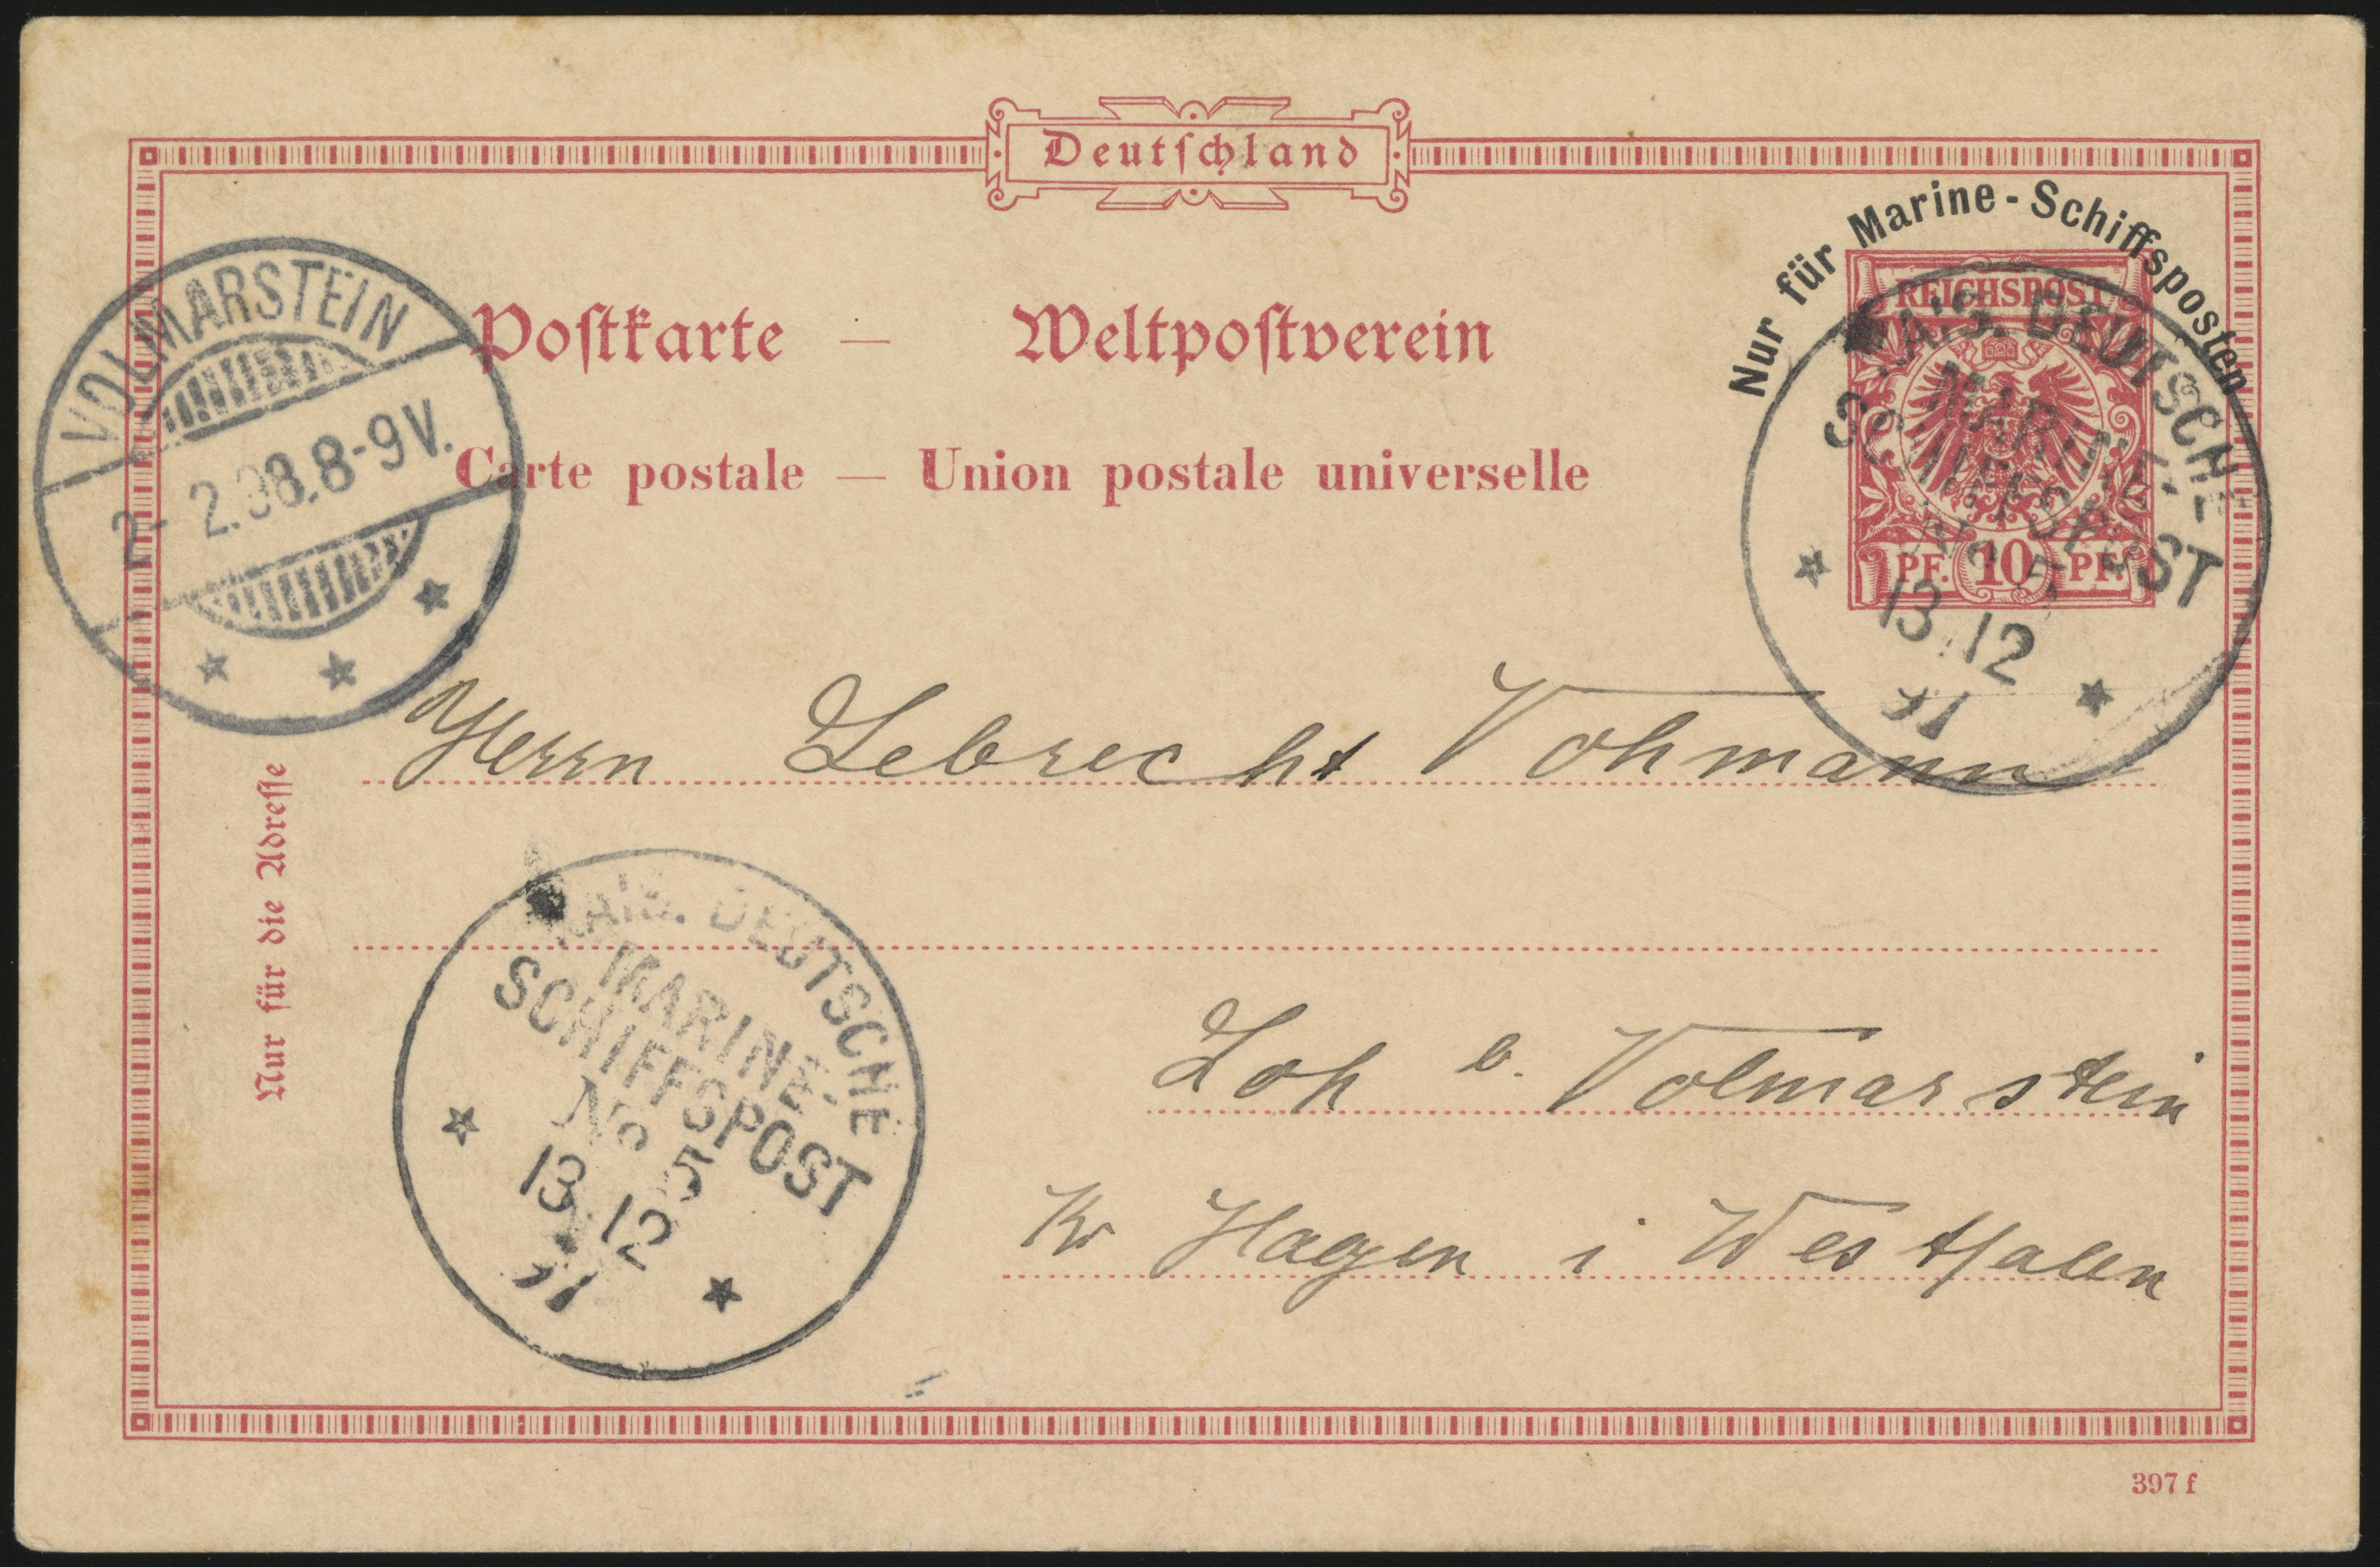 Deutschland
Nur für Marine-Schiffsposten
REICHSPOST
PF. 10 PF.
KAIS. DEUTSCHE
MARINE-
SCHIFFSPOST
No 5
13 12
97
VOLMARSTEIN
2. 2.98.8-9V.
Postkarte — Weltpostverein
Carte postale — Union postale universelle
Herrn Lebrecht Vohmann
Nur für die Adresse
KAIS. DEUTSCHE
MARINE-
SCHIFFSPOST
No 5
13 12
97
Loh b. Volmarstein
Kr Hagen i Westfalen
397 f